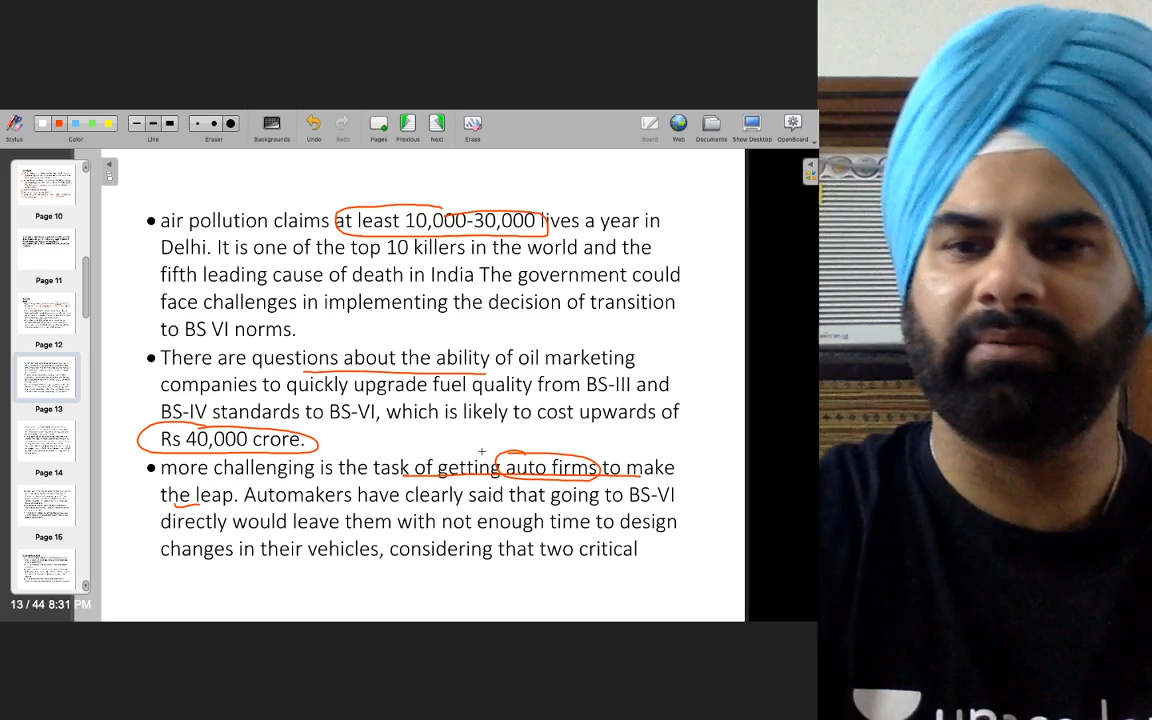 Stylus
Color
Line
Eraser
Backgrounds
Undo
Redo
Pages
Previous
Next
Erase
Board
Web
Documents
Show Desktop
OpenBoard
Page 10
Page 11
Page 12
Page 13
Page 14
Page 15
13 / 44 8:31 PM
• air pollution claims at least 10,000-30,000 lives a year in
Delhi. It is one of the top 10 killers in the world and the
fifth leading cause of death in India The government could
face challenges in implementing the decision of transition
to BS VI norms.
• There are questions about the ability of oil marketing
companies to quickly upgrade fuel quality from BS-III and
BS-IV standards to BS-VI, which is likely to cost upwards of
Rs 40,000 crore.
• more challenging is the task of getting auto firms to make
the leap. Automakers have clearly said that going to BS-VI
directly would leave them with not enough time to design
changes in their vehicles, considering that two critical